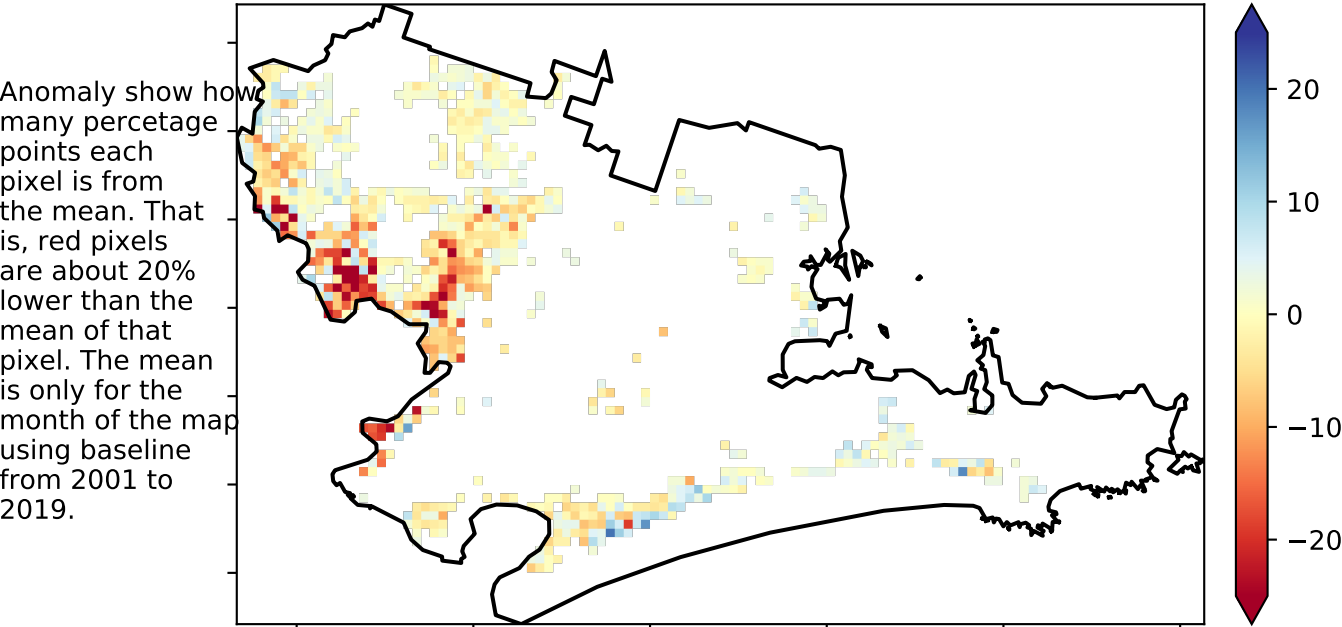 Anomaly show how
many percetage
points each
pixel is from
the mean. That
is, red pixels
are about 20%
lower than the
mean of that
pixel. The mean
is only for the
month of the map
using baseline
from 2001 to
2019.
20
10
0
−10
−20